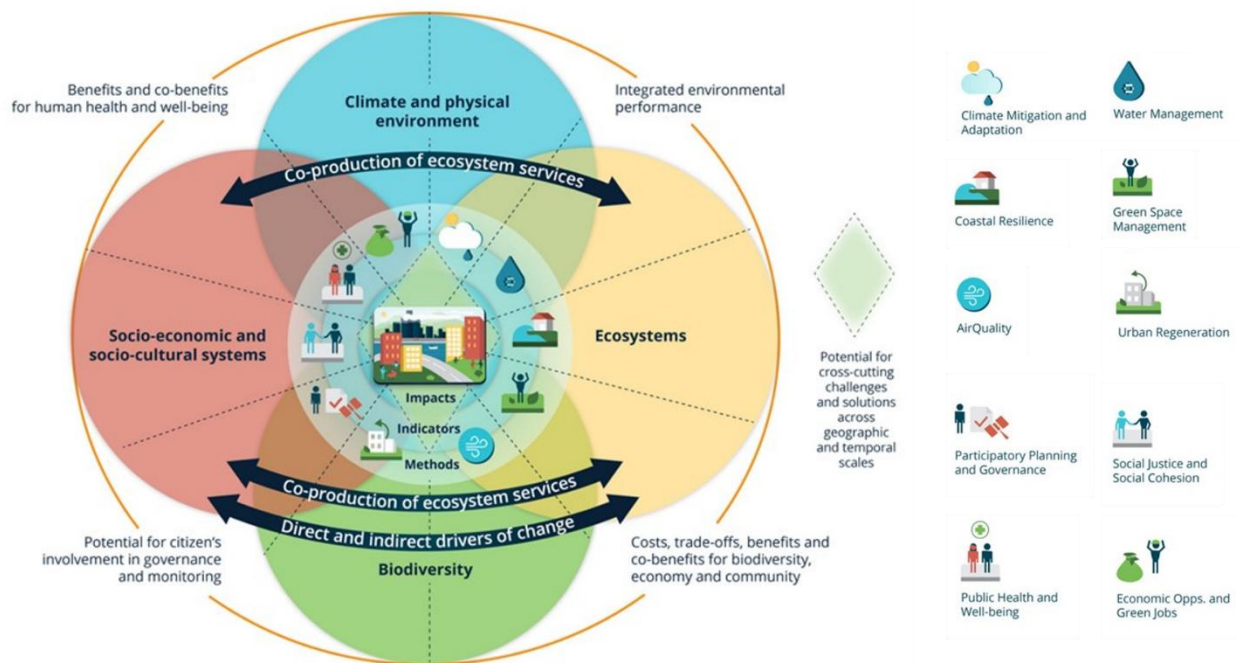 Benefits and co-benefits
for human health and well-being
Climate and physical
environment
Integrated environmental
performance
Co-production of ecosystem services
Socio-economic and
socio-cultural systems
Ecosystems
Impacts
Indicators
Methods
Co-production of ecosystem services
Direct and indirect drivers of change
Biodiversity
Potential for citizen's
involvement in governance
and monitoring
Costs, trade-offs, benefits and
co-benefits for biodiversity,
economy and community
Potential for
cross-cutting
challenges
and solutions
across
geographic
and temporal
scales
Climate Mitigation and
Adaptation
Water Management
Coastal Resilience
Green Space
Management
AirQuality
Urban Regeneration
Participatory Planning
and Governance
Social Justice and
Social Cohesion
Public Health and
Well-being
Economic Opps. and
Green Jobs